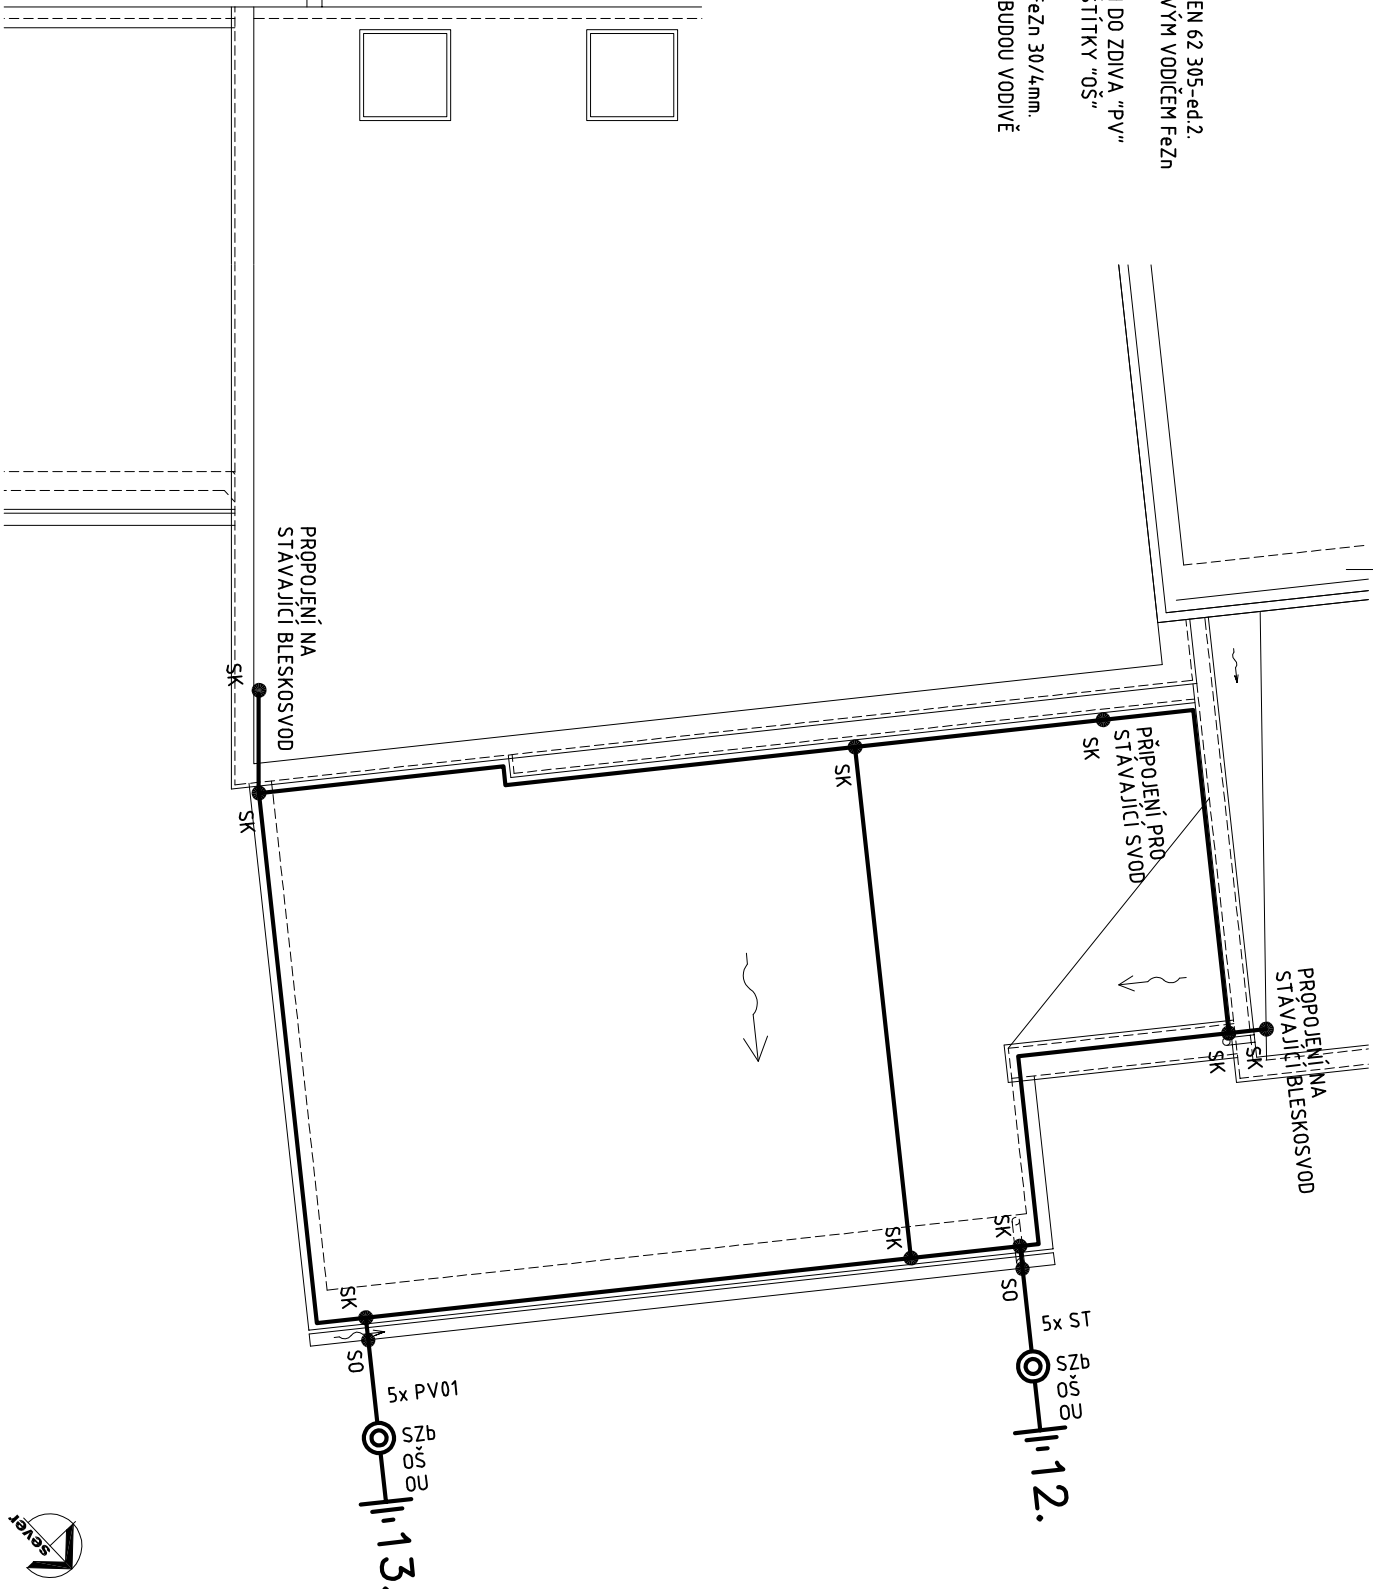 EN 62 305-ed.2.
VÝM VODIČEM FeZn
DO ZDIVA "PV"
ŠTÍTKY "OŠ"
FeZn 30/4mm.
BUDOU VODIVĚ
PROPOJENÍ NA
STÁVAJÍCÍ BLESKOSVOD
SK
SK
SK
SK
PŘIPOJENÍ PRO
STÁVAJÍCÍ SVOD
PROPOJENÍ NA
STÁVAJÍCÍ BLESKOSVOD
SK
SK
SK
SK
SO
5x ST
SZb
OŠ
OU
12.
SK
SO
5x PV01
SZb
OŠ
OU
13.
sever